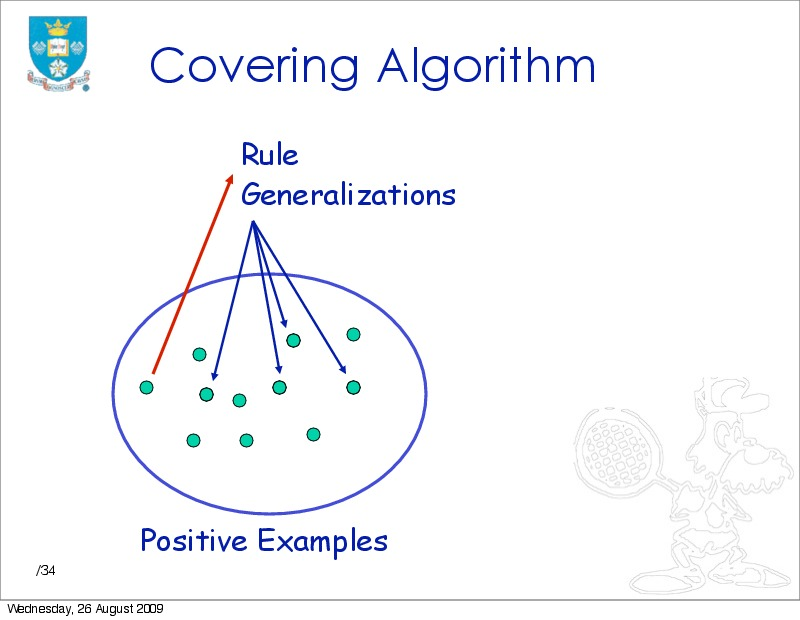 Covering Algorithm
Rule
Generalizations
Positive Examples
/34
Wednesday, 26 August 2009